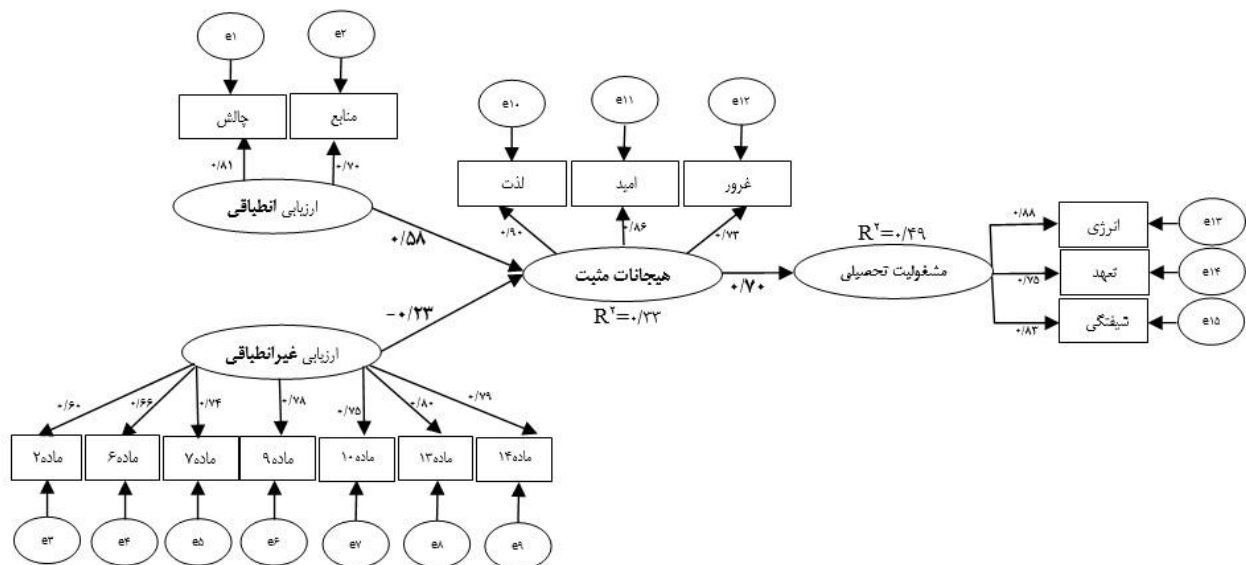 e۱
e۲
چالش
منابع
۰/۸۱
۰/۷۰
ارزیابی انطباقی
e۱۰
e۱۱
e۱۲
لذت
امید
غرور
۰/۹۰
۰/۸۶
۰/۷۳
۰/۵۸
هیجانات مثبت
R۲=۰/۳۳
-۰/۲۳
۰/۷۰
R۲=۰/۴۹
مشغولیت تحصیلی
۰/۸۸
۰/۷۵
۰/۸۳
انرژی
تعهد
شیفتگی
e۱۳
e۱۴
e۱۵
ارزیابی غیرانطباقی
۰/۶۰
۰/۶۶
۰/۷۴
۰/۷۸
۰/۷۵
۰/۸۰
۰/۷۹
ماده۲
ماده۶
ماده۷
ماده۹
ماده۱۰
ماده۱۳
ماده۱۴
e۳
e۴
e۵
e۶
e۷
e۸
e۹